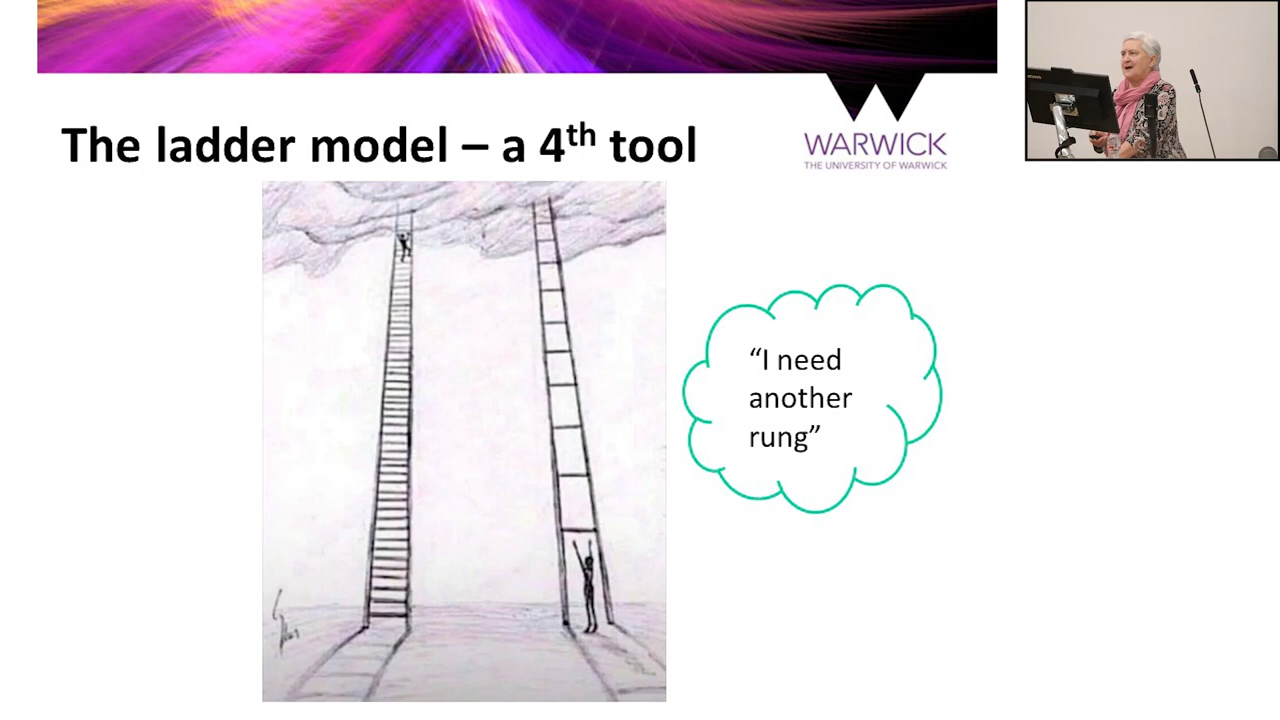 The ladder model – a 4th tool
WARWICK
THE UNIVERSITY OF WARWICK
“I need
another
rung”